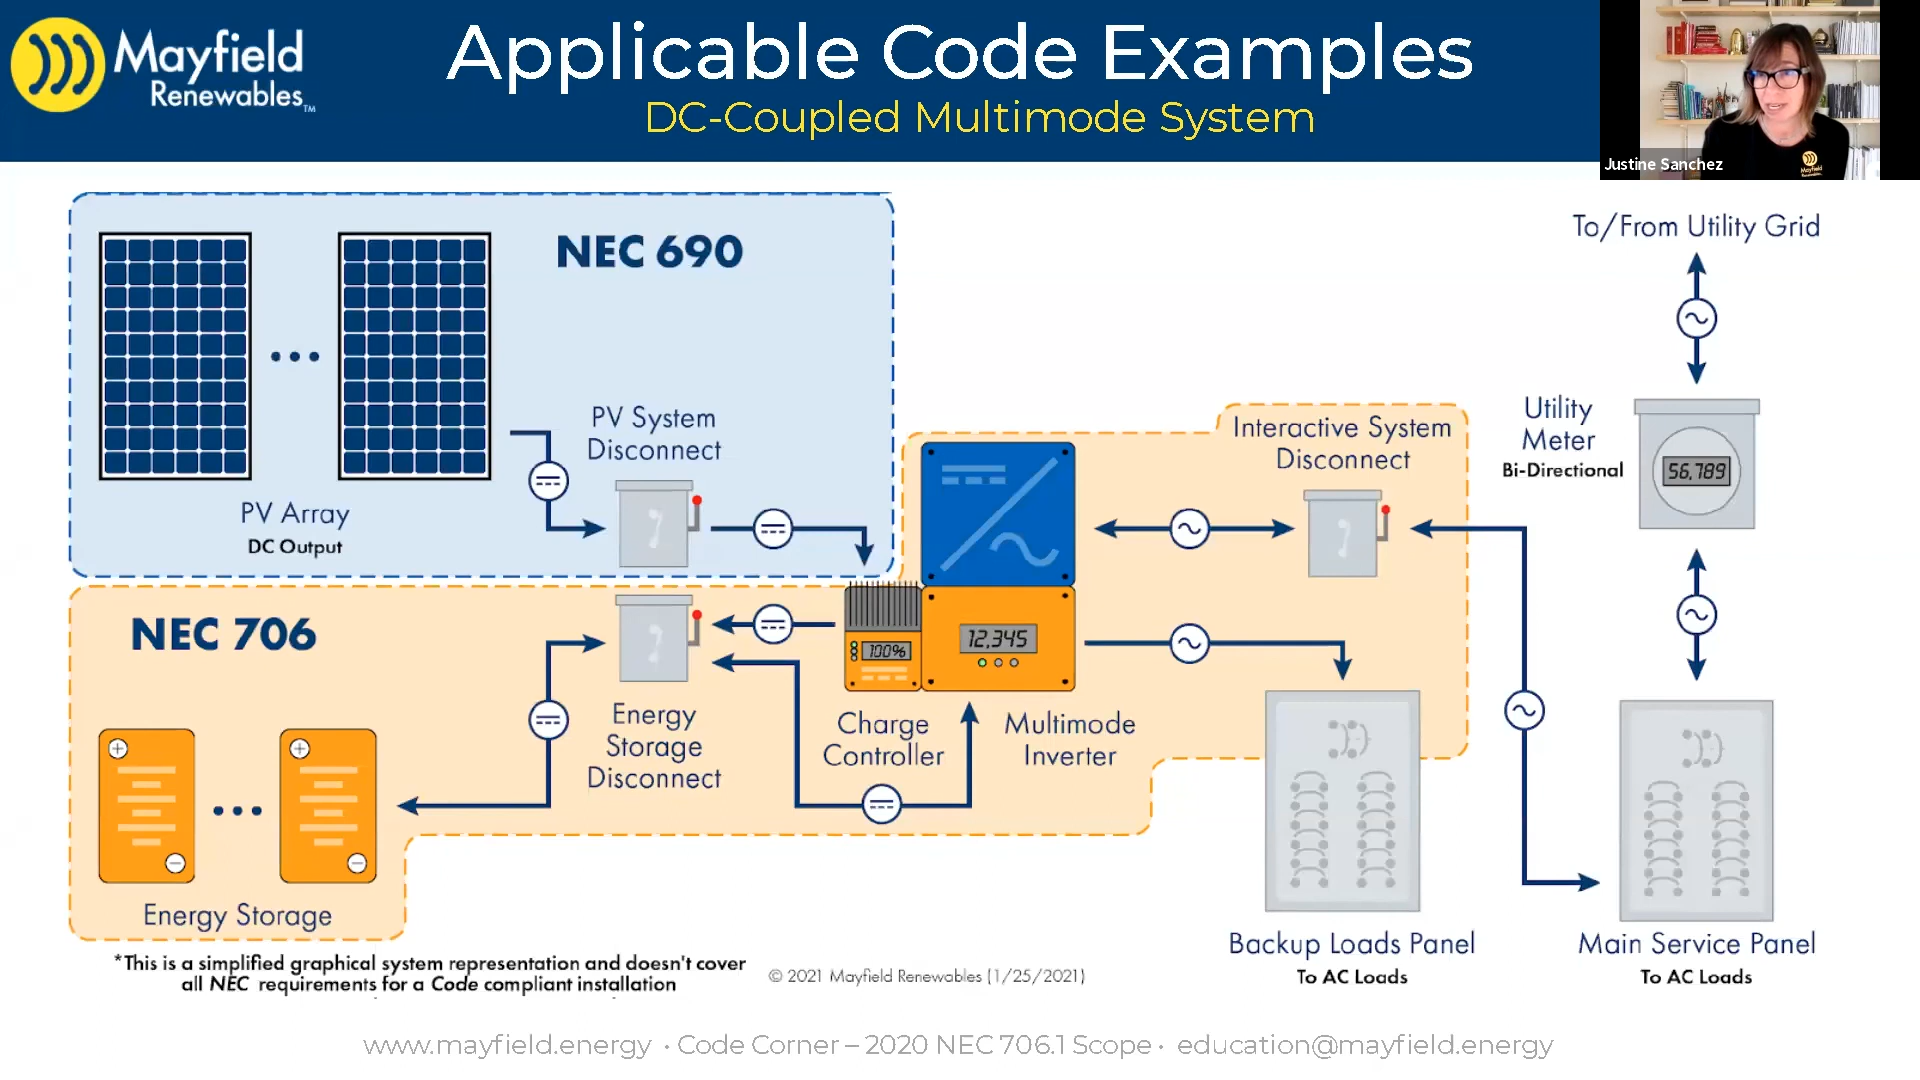 Mayfield
Renewables™
Applicable Code Examples
DC-Coupled Multimode System
Justine Sanchez
Mayfield
Renewables
NEC 690
PV Array
DC Output
PV System
Disconnect
To/From Utility Grid
Utility
Meter
Bi-Directional
56,789
Interactive System
Disconnect
NEC 706
Energy
Storage
Disconnect
100%
12,345
Charge
Controller
Multimode
Inverter
Energy Storage
Backup Loads Panel
To AC Loads
Main Service Panel
To AC Loads
*This is a simplified graphical system representation and doesn't cover
all NEC requirements for a Code compliant installation
© 2021 Mayfield Renewables (1/25/2021)
www.mayfield.energy • Code Corner – 2020 NEC 706.1 Scope • education@mayfield.energy